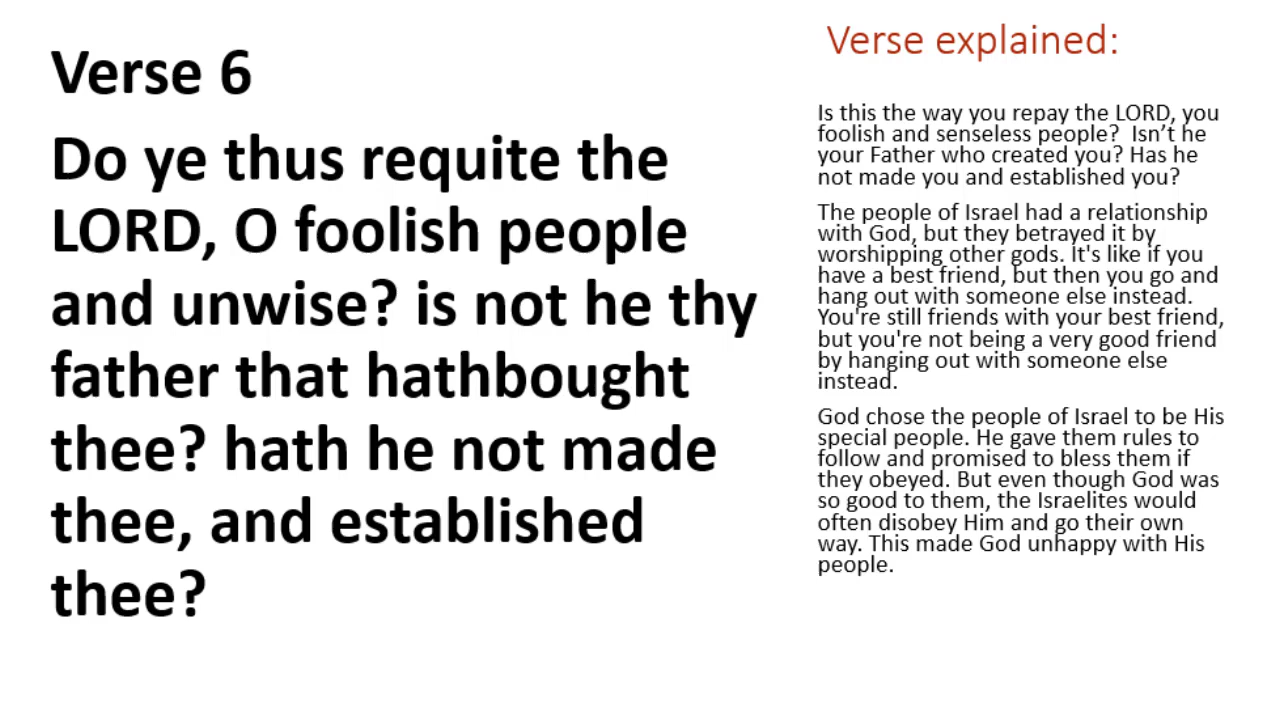 Verse 6
Do ye thus requite the
LORD, O foolish people
and unwise? is not he thy
father that hathbought
thee? hath he not made
thee, and established
thee?
Verse explained:
Is this the way you repay the LORD, you
foolish and senseless people?  Isn’t he
your Father who created you? Has he
not made you and established you?
The people of Israel had a relationship
with God, but they betrayed it by
worshipping other gods. It's like if you
have a best friend, but then you go and
hang out with someone else instead.
You're still friends with your best friend,
but you're not being a very good friend
by hanging out with someone else
instead.
God chose the people of Israel to be His
special people. He gave them rules to
follow and promised to bless them if
they obeyed. But even though God was
so good to them, the Israelites would
often disobey Him and go their own
way. This made God unhappy with His
people.